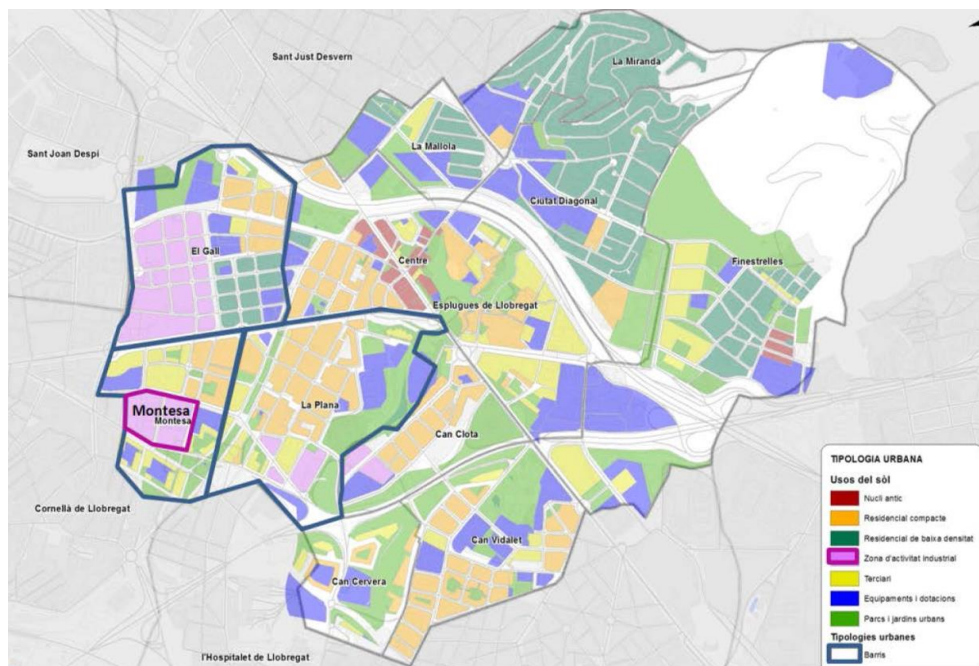 Sant Just Desvern
La Miranda
Sant Joan Despi
La Mallola
Ciutat Diagonal
El Gall
Centre
Finestrelles
Esplugues de Llobregat
La Plana
Montesa
Montesa
Can Clota
Cornellà de Llobregat
Can Vidalet
Can Cervera
l'Hospitalet de Llobregat
TIPOLOGIA URBANA
Usos del sòl
Nucli antic
Residencial compacte
Residencial de baixa densitat
Zona d'activitat industrial
Terciari
Equipaments i dotacions
Parcs i jardins urbans
Tipologies urbanes
Barris